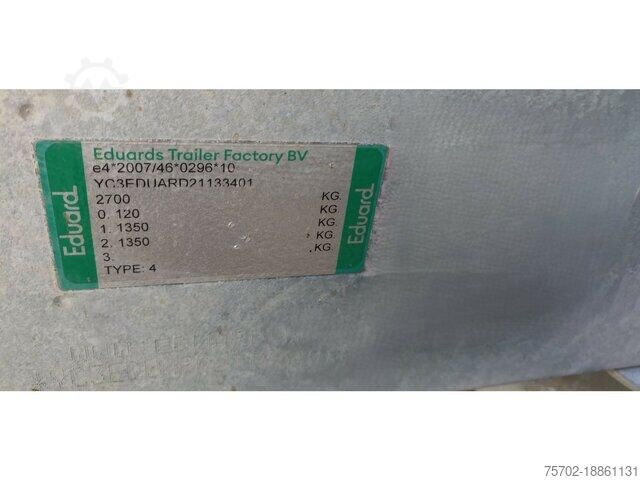 Eduards Trailer Factory BV
e4*2007/46*0296*10
YC3EDUARD21133401
2700 KG.
0. 120 KG.
1. 1350 KG.
2. 1350 KG.
3. .KG.
TYPE: 4
Eduard
Eduard
75702-18861131